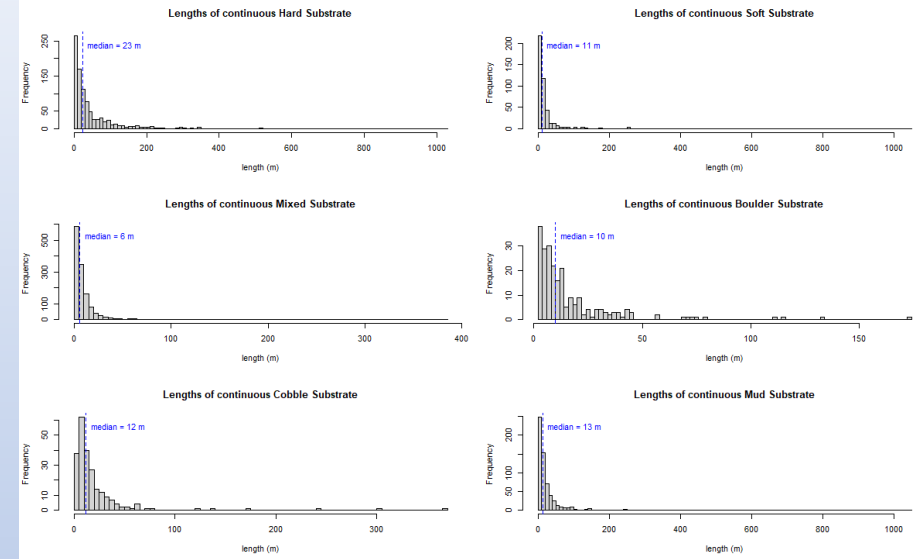 Lengths of continuous Hard Substrate
Frequency
0 50 150 250
median = 23 m
0 200 400 600 800 1000
length (m)
Lengths of continuous Soft Substrate
Frequency
0 50 100 150 200
median = 11 m
0 200 400 600 800 1000
length (m)
Lengths of continuous Mixed Substrate
Frequency
0 100 300 500
median = 6 m
0 100 200 300 400
length (m)
Lengths of continuous Boulder Substrate
Frequency
0 10 20 30
median = 10 m
0 50 100 150
length (m)
Lengths of continuous Cobble Substrate
Frequency
0 10 30 50
median = 12 m
0 100 200 300
length (m)
Lengths of continuous Mud Substrate
Frequency
0 50 100 200
median = 13 m
0 200 400 600 800 1000
length (m)